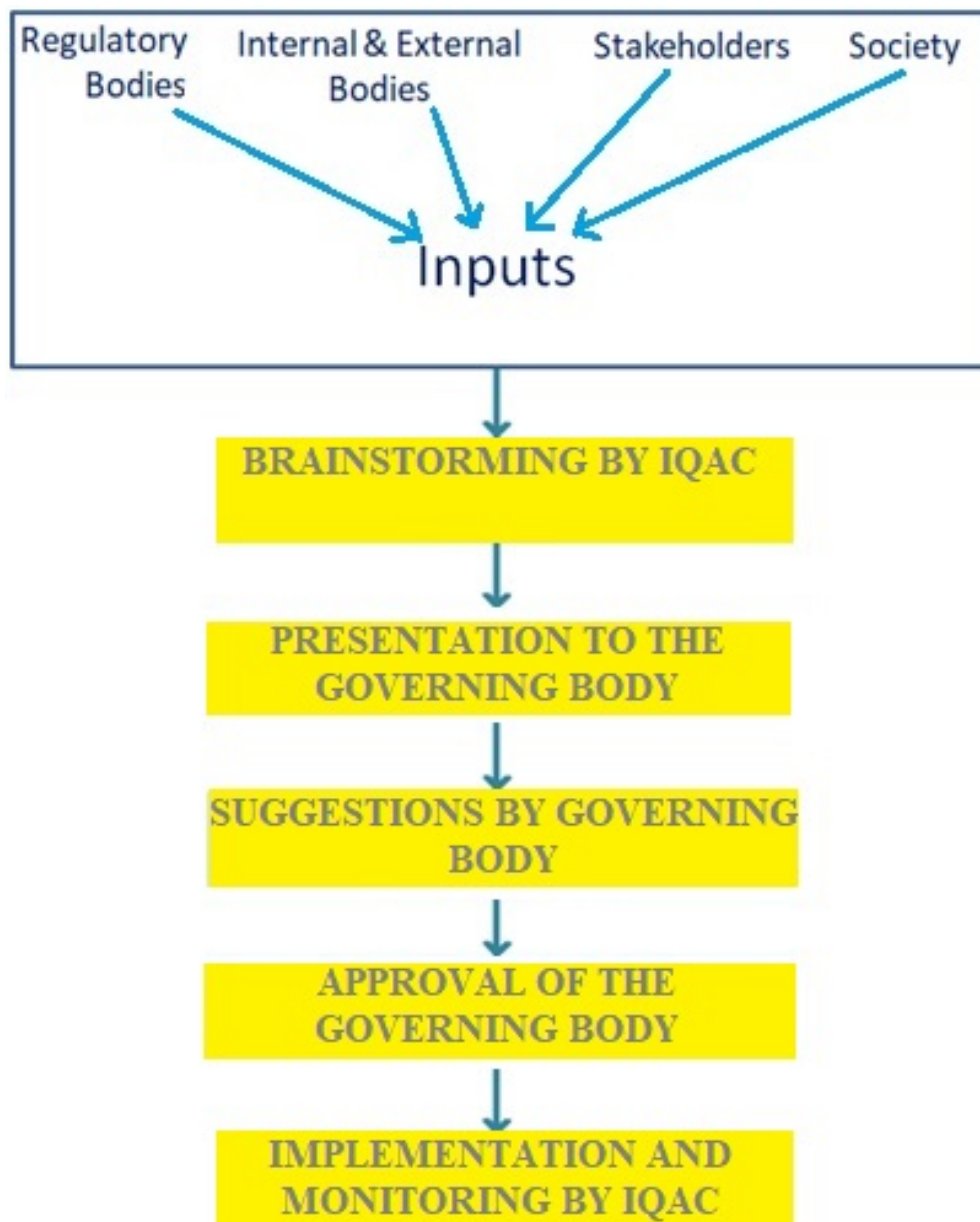 Regulatory
Bodies
Internal & External
Bodies
Stakeholders
Society
Inputs
BRAINSTORMING BY IQAC
PRESENTATION TO THE
GOVERNING BODY
SUGGESTIONS BY GOVERNING
BODY
APPROVAL OF THE
GOVERNING BODY
IMPLEMENTATION AND
MONITORING BY IQAC